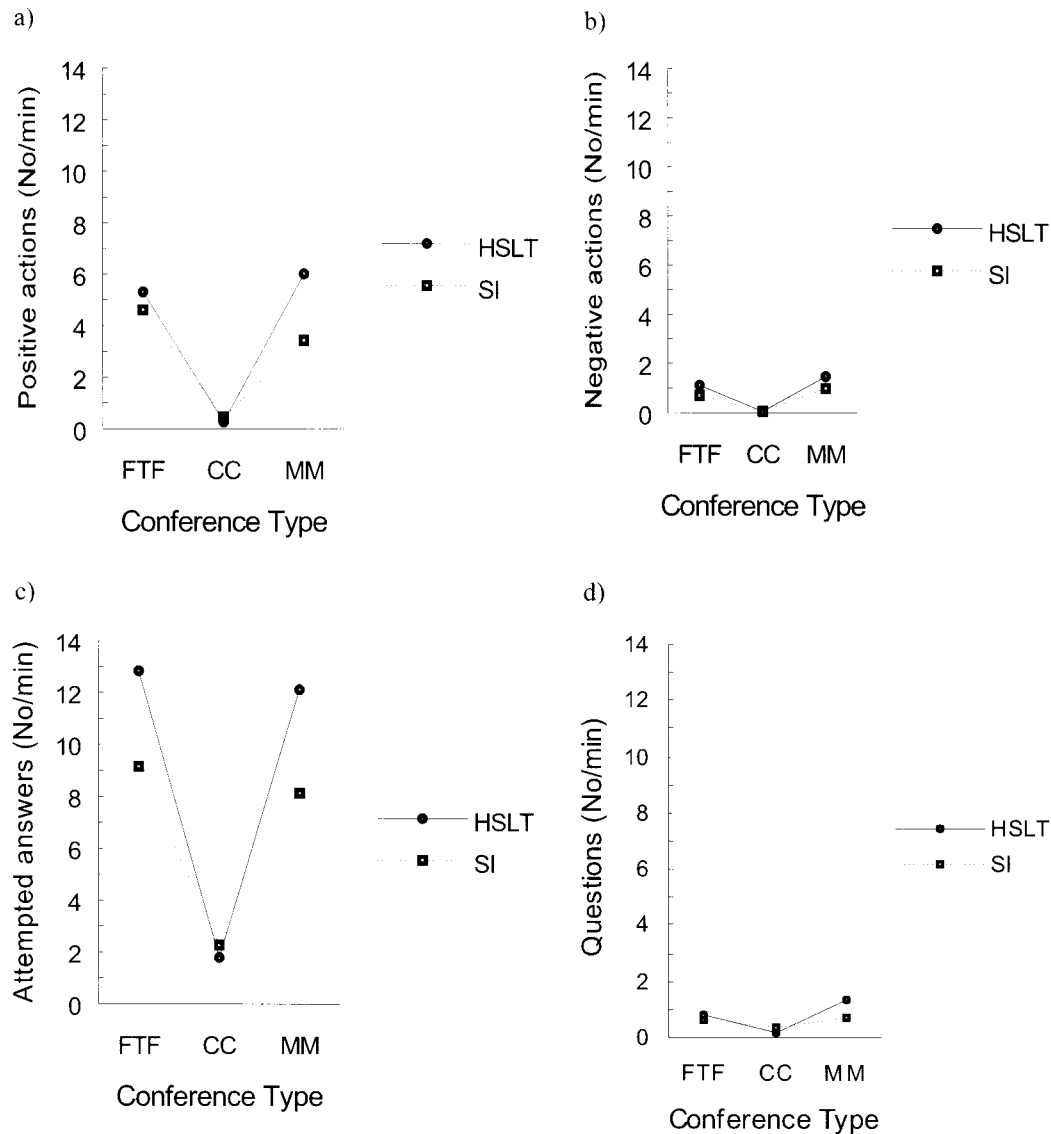 a)
Positive actions (No/min)
14
12
10
8
6
4
2
0
FTF CC MM
Conference Type
HSLT
SI
b)
Negative actions (No/min)
14
12
10
8
6
4
2
0
FTF CC MM
Conference Type
HSLT
SI
c)
Attempted answers (No/min)
14
12
10
8
6
4
2
0
FTF CC MM
Conference Type
HSLT
SI
d)
Questions (No/min)
14
12
10
8
6
4
2
0
FTF CC MM
Conference Type
HSLT
SI